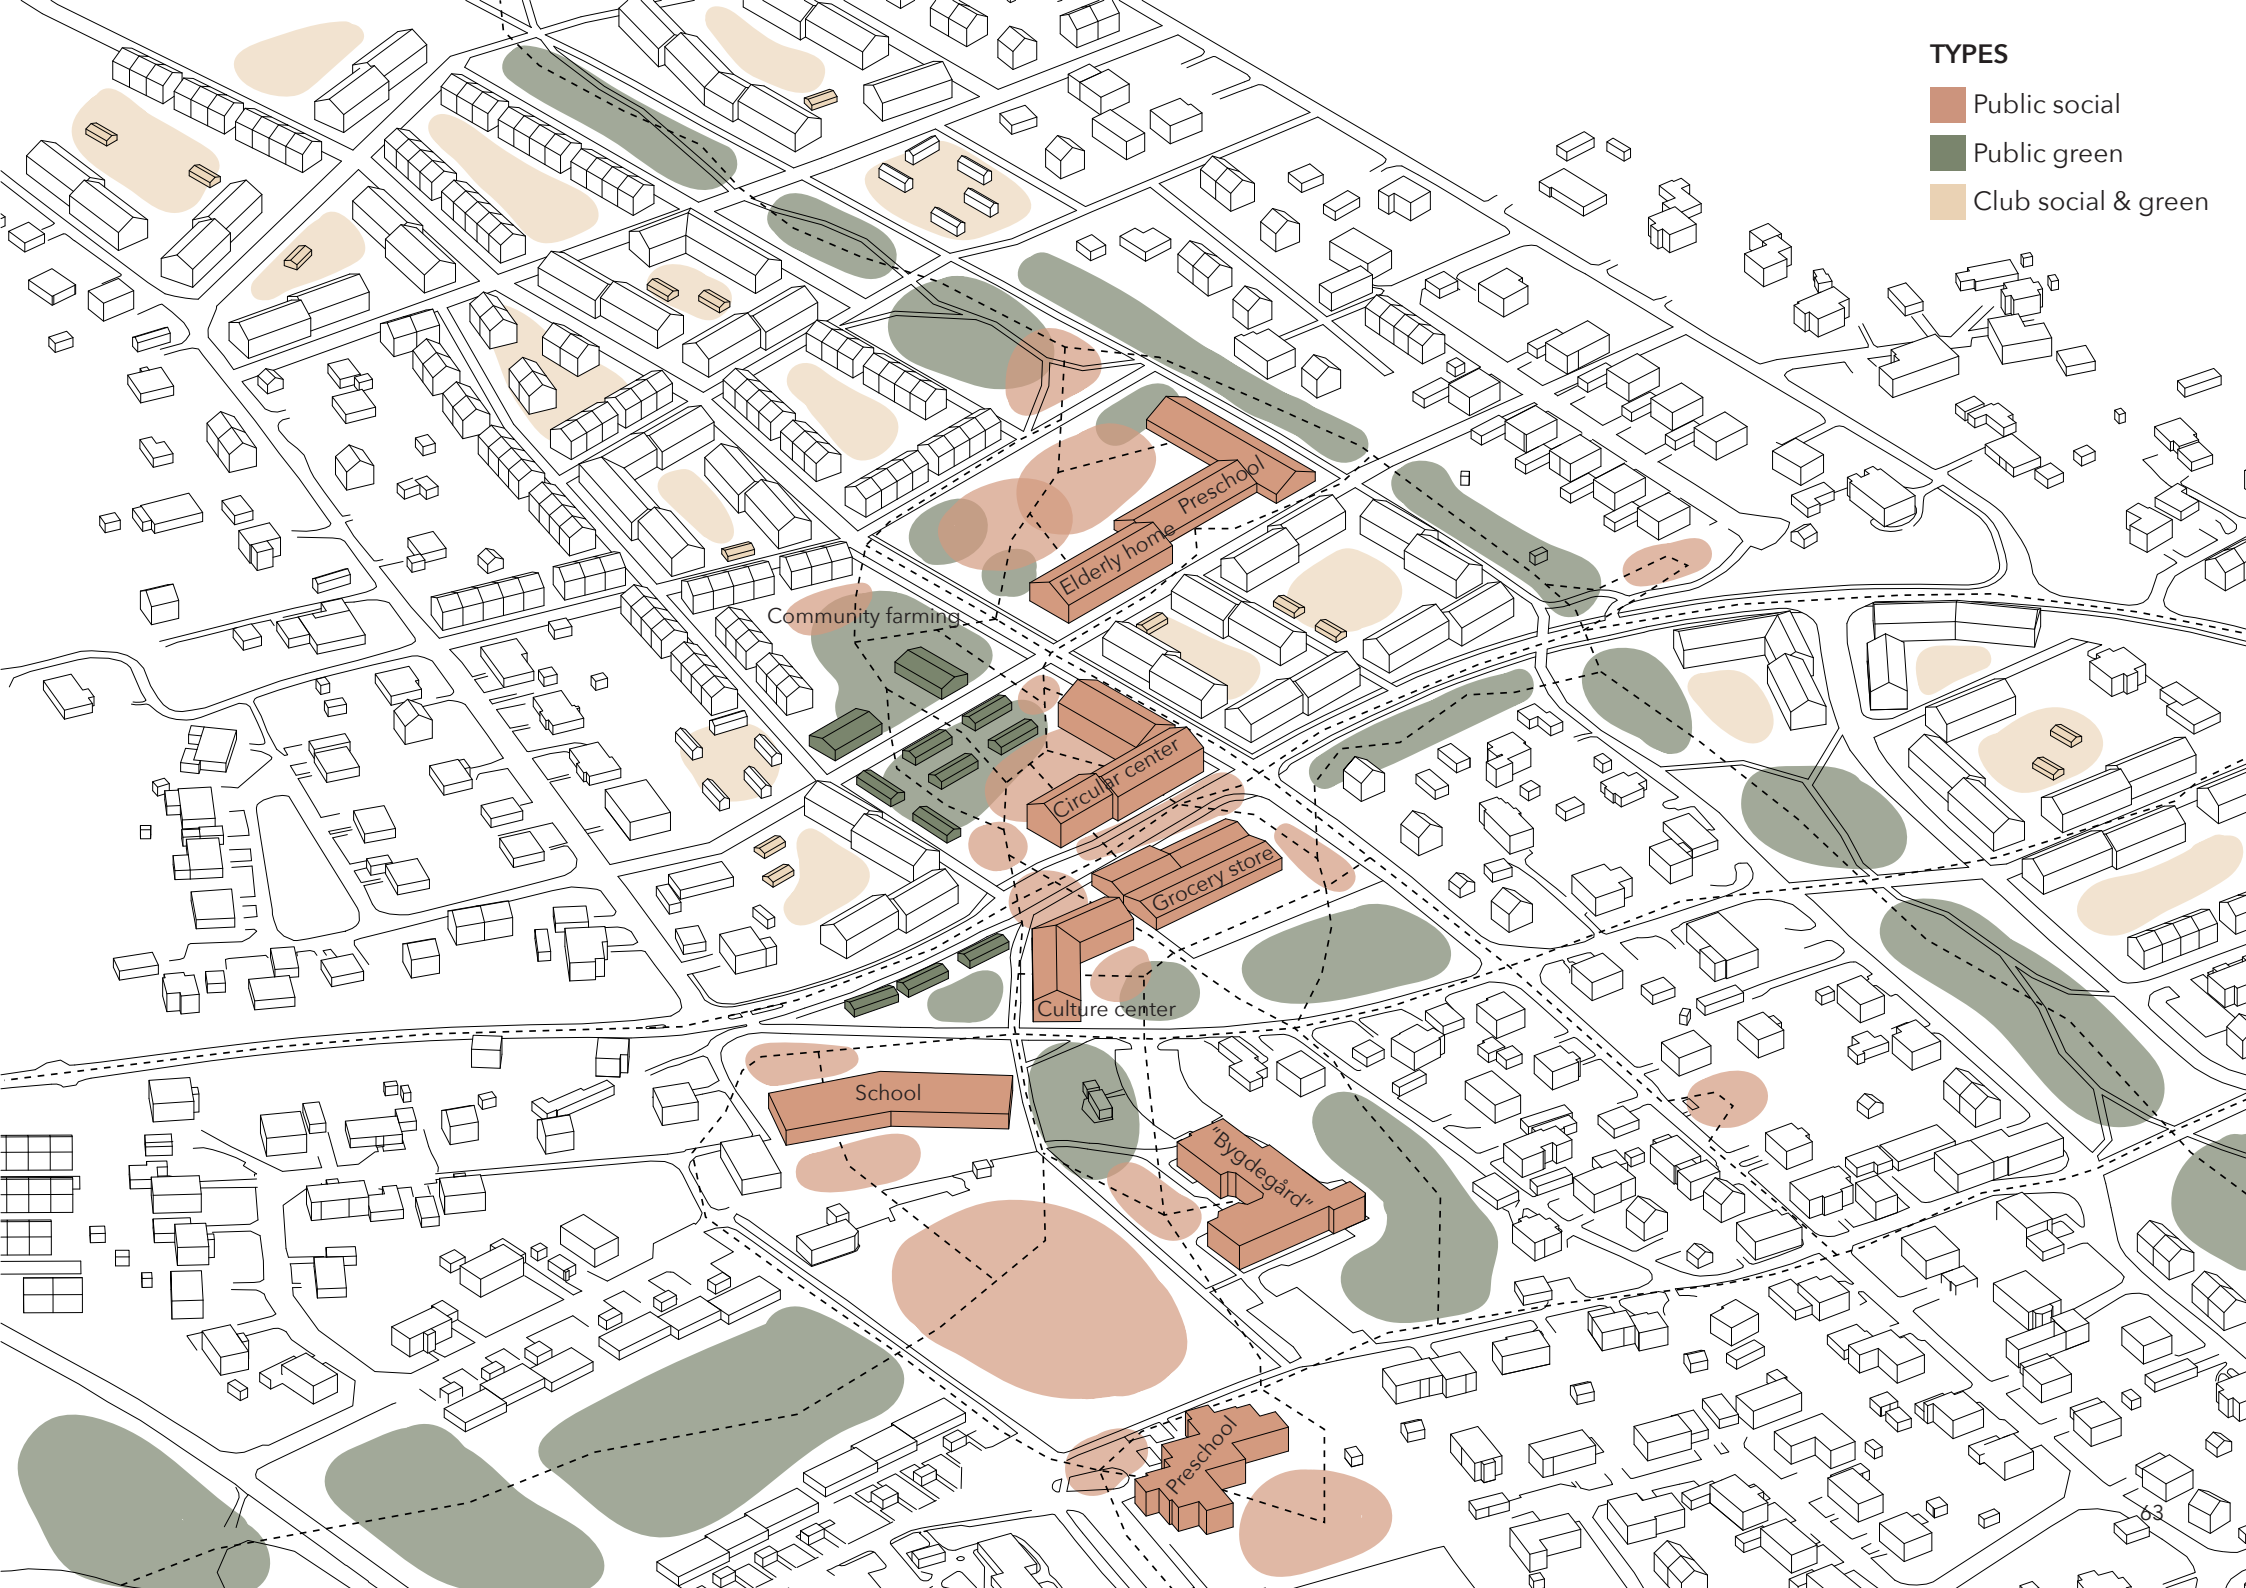 TYPES
Public social
Public green
Club social & green
Preschool
Elderly home
Community farming
Circular center
Grocery store
Culture center
School
"Bygdegård"
Preschool
63